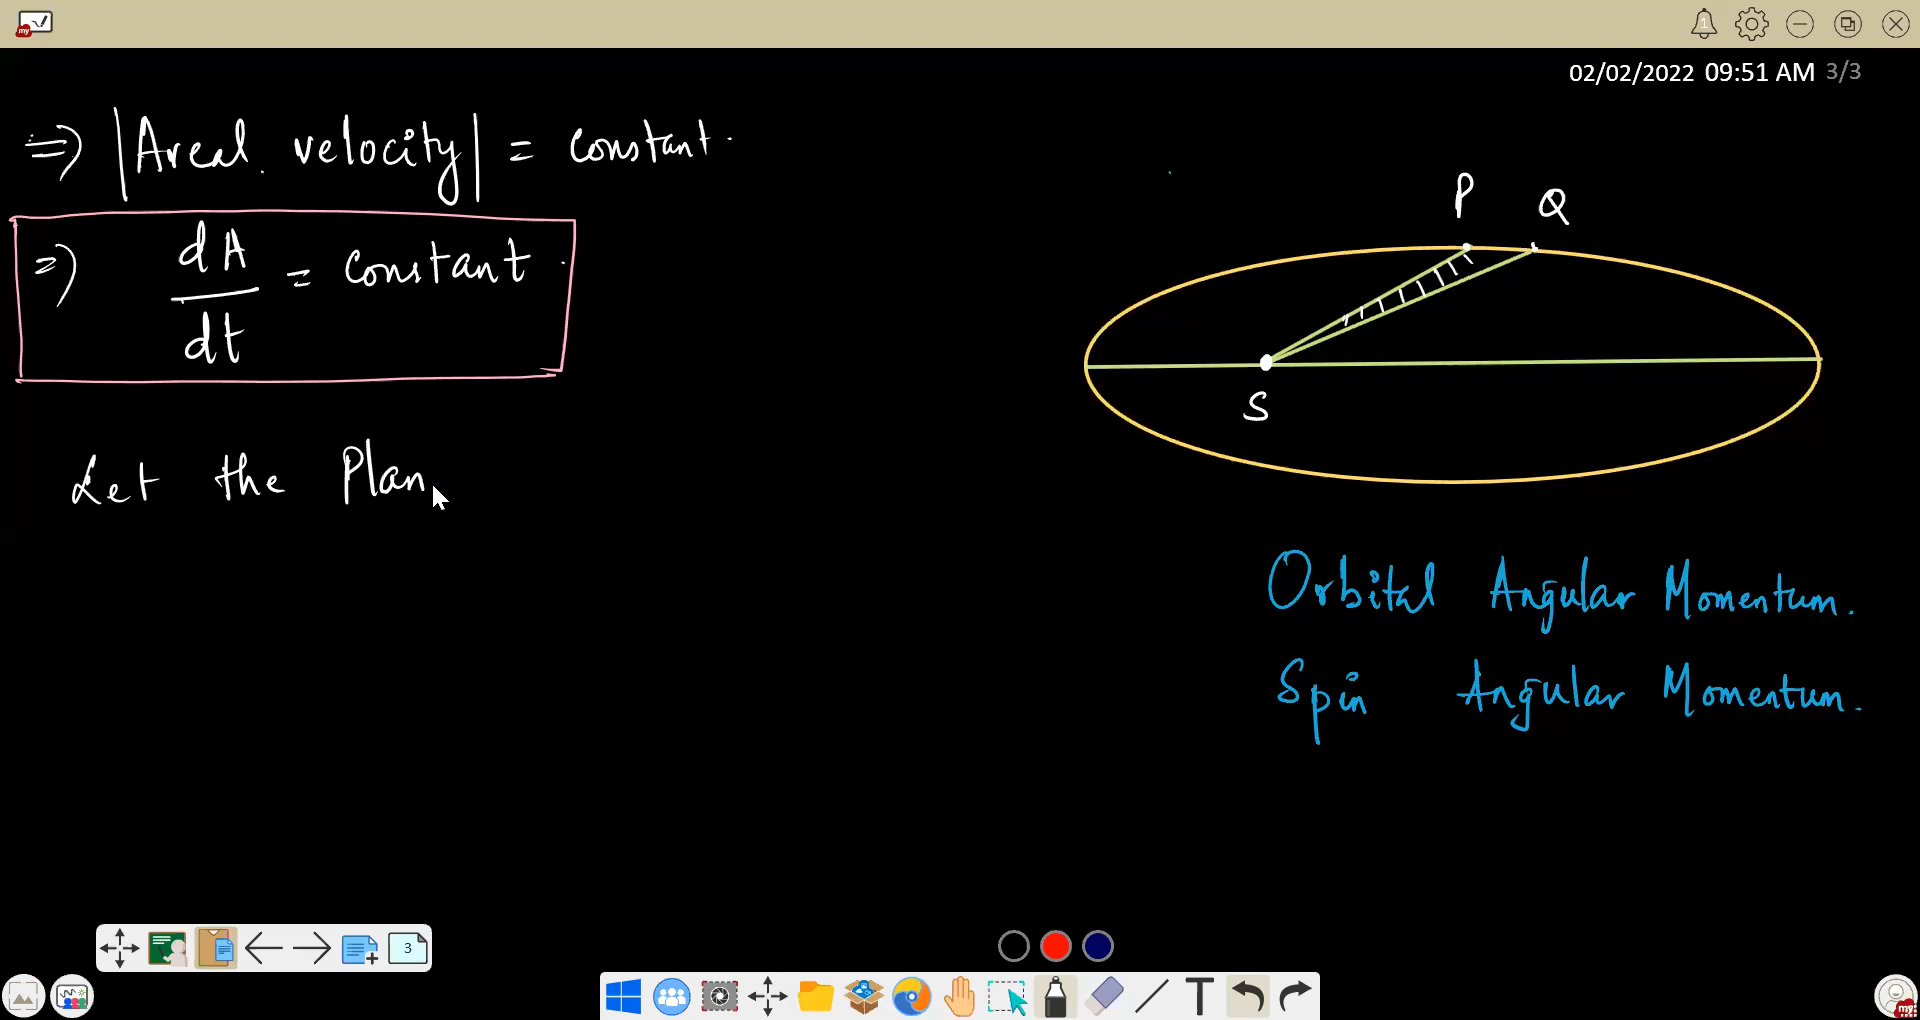 02/02/2022 09:51 AM 3/3
⇒ |Areal velocity| = constant.
⇒ dA/dt = constant.
Let the Plan
P Q
S
Orbital Angular Momentum.
Spin Angular Momentum.
3